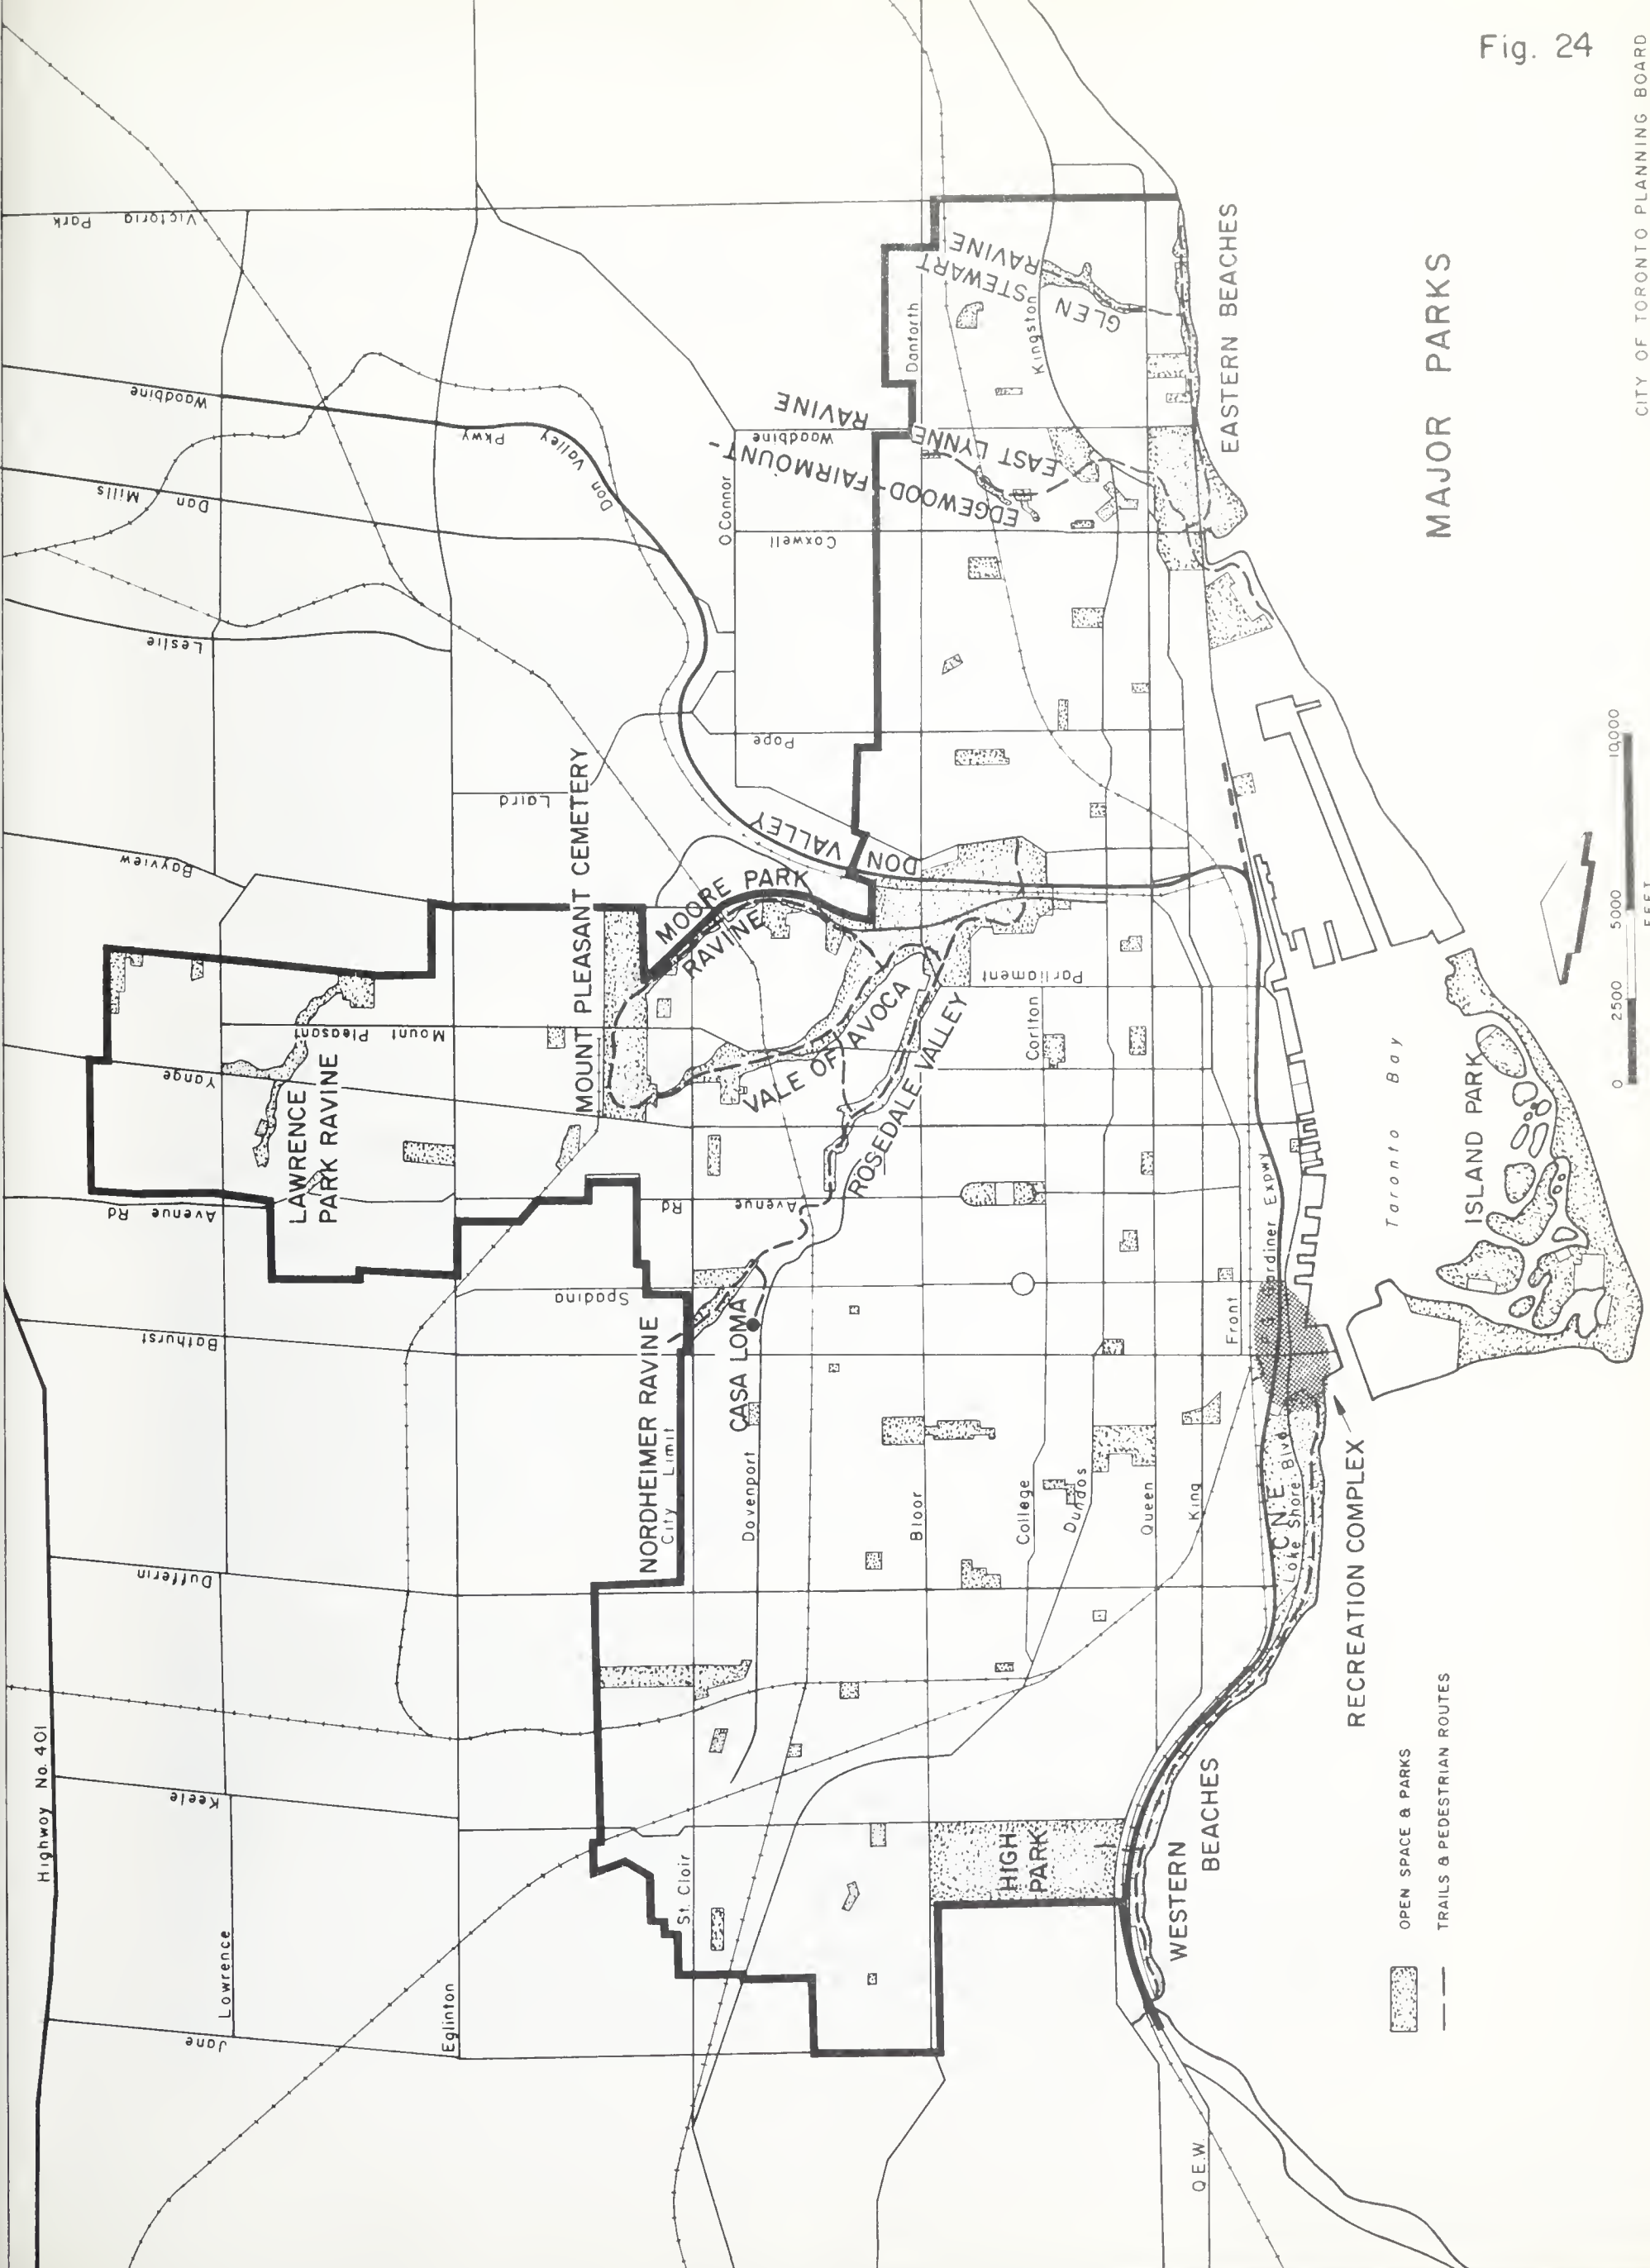 Fig. 24
CITY OF TORONTO PLANNING BOARD
MAJOR PARKS
Highway No. 401
Jane
Lawrence
Keele
Dufferin
Bathurst
Avenue Rd
Yonge
Mount Pleasant
Bayview
Leslie
Don Mills
Woodbine
Victoria Park
Eglinton
Spadina
Laird
Don Valley Pkwy
O Connor
Woodbine
Coxwell
Pape
LAWRENCE
PARK RAVINE
MOUNT PLEASANT CEMETERY
MOORE PARK
RAVINE
DON VALLEY
VALE OF AVOCA
ROSEDALE VALLEY
NORDHEIMER RAVINE
City Limit
CASA LOMA
Avenue Rd
St. Clair
Davenport
Bloor
College
Dundas
Queen
King
Front
Carlton
Parliament
Danforth
Kingston
GLEN
STEWART
RAVINE
EDGEWOOD-FAIRMOUNT-
EAST LYNNE
RAVINE
EASTERN BEACHES
HIGH
PARK
WESTERN
BEACHES
C N E
Lake Shore Blvd
F.G. Gardiner Expwy
RECREATION COMPLEX
Toronto Bay
ISLAND PARK
Q.E.W.
OPEN SPACE & PARKS
TRAILS & PEDESTRIAN ROUTES
0 2500 5000 10,000
FEET